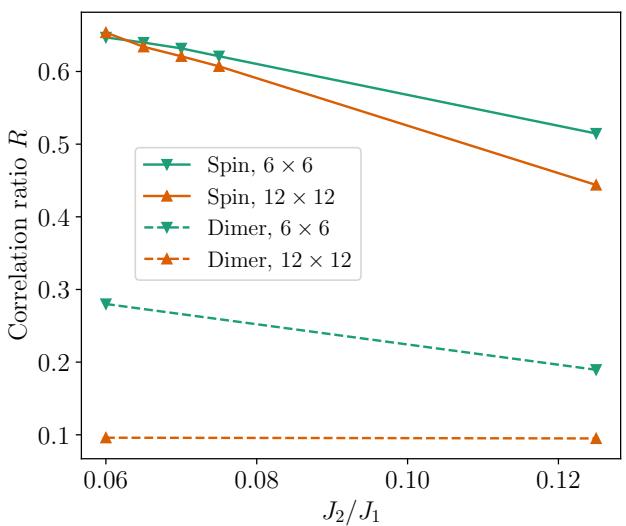 0.6
0.5
0.4
0.3
0.2
0.1
Correlation ratio R
Spin, 6 × 6
Spin, 12 × 12
Dimer, 6 × 6
Dimer, 12 × 12
0.06 0.08 0.10 0.12
J₂/J₁